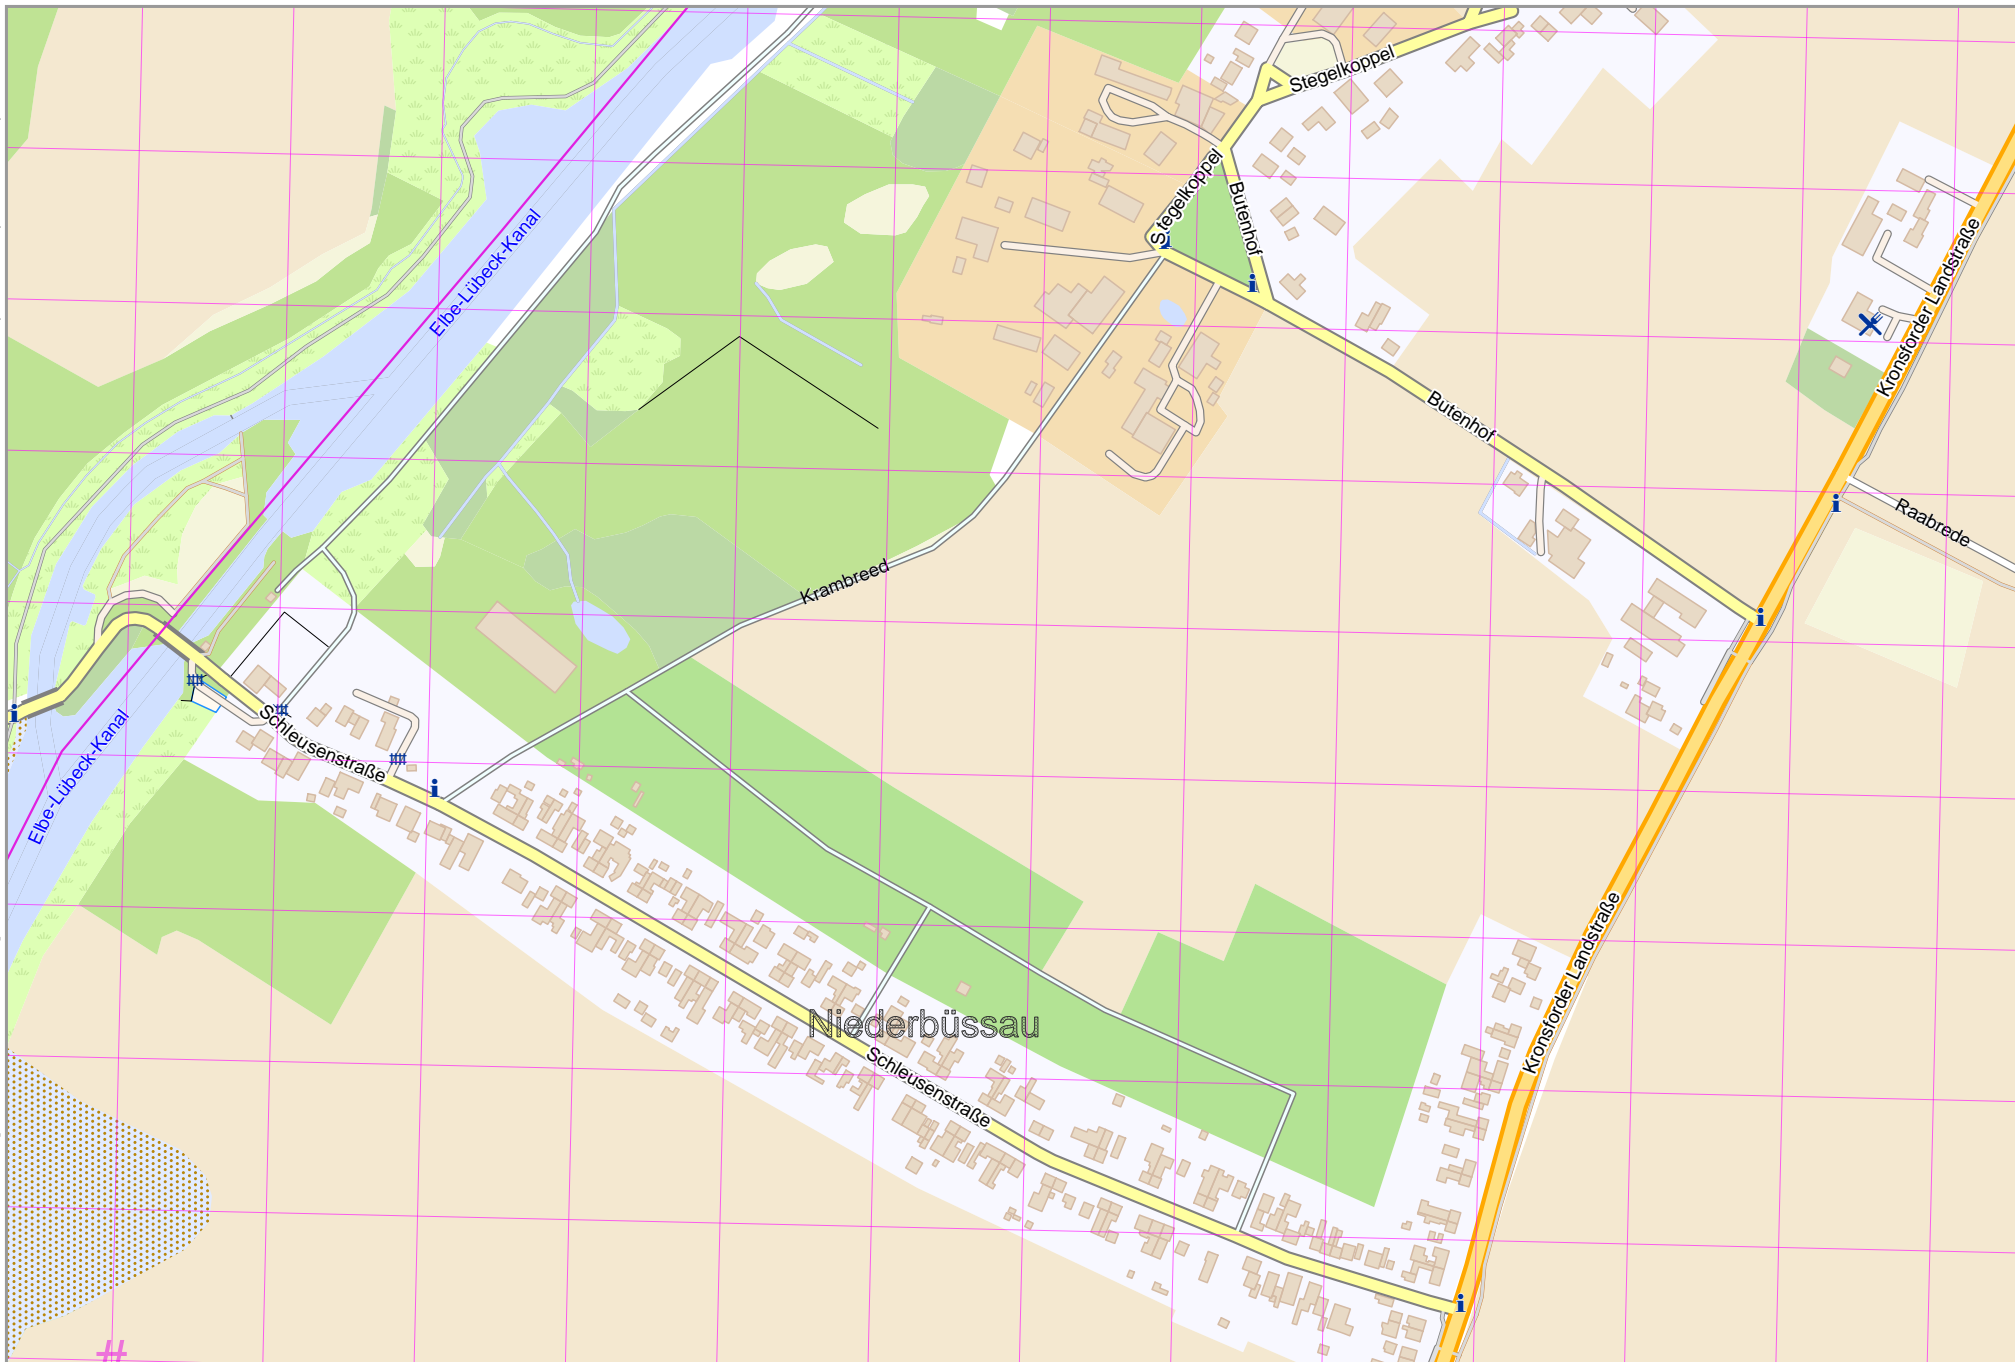 Stegelkoppel
Stegelkoppel
Butenhof
Elbe-Lübeck-Kanal
Kronsforder Landstraße
Butenhof
Raabrede
Krambreed
Schleusenstraße
Elbe-Lübeck-Kanal
Kronsforder Landstraße
Niederbüssau
Schleusenstraße
#